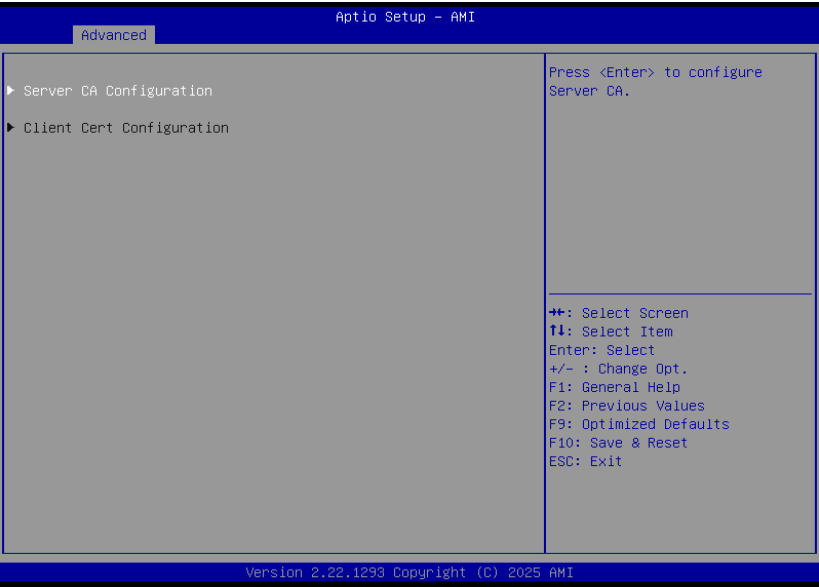 Aptio Setup – AMI
Advanced
▶ Server CA Configuration
▶ Client Cert Configuration
Press <Enter> to configure
Server CA.
→←: Select Screen
↑↓: Select Item
Enter: Select
+/- : Change Opt.
F1: General Help
F2: Previous Values
F9: Optimized Defaults
F10: Save & Reset
ESC: Exit
Version 2.22.1293 Copyright (C) 2025 AMI